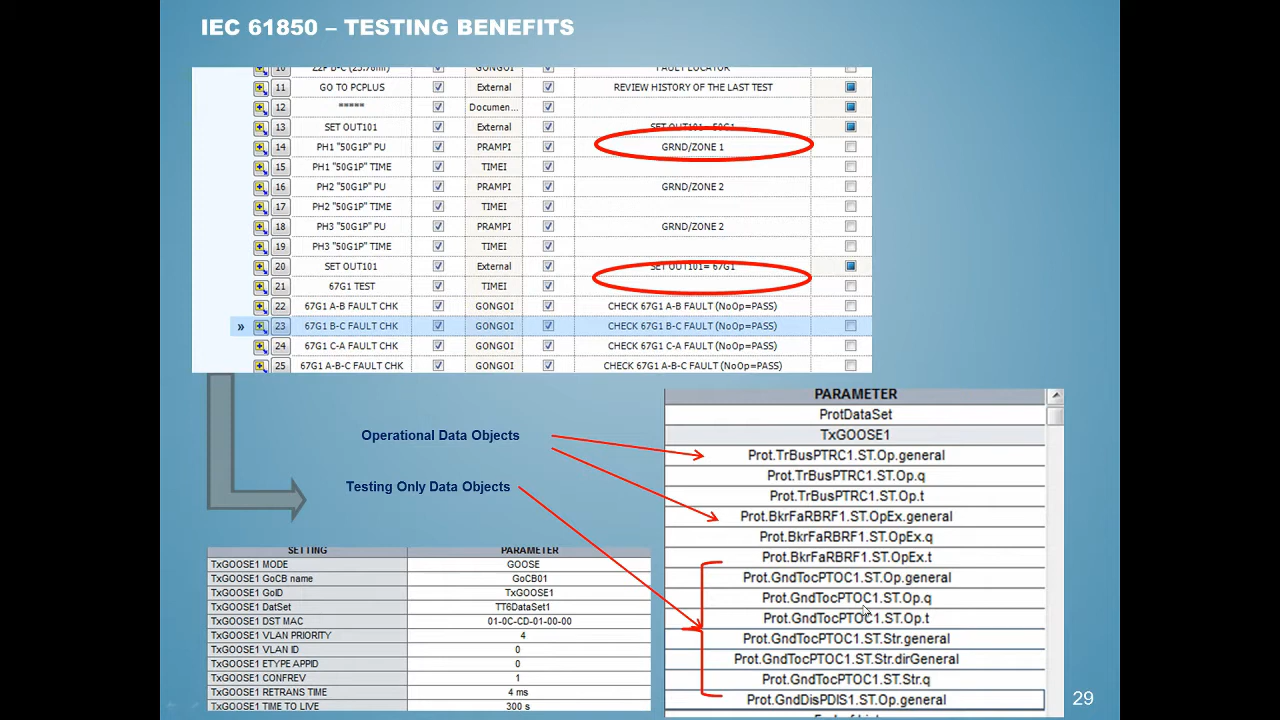 IEC 61850 – TESTING BENEFITS
10 Z2P B-C (25.76ml) GONGOI FAULT LOCATOR
11 GO TO PCPLUS External REVIEW HISTORY OF THE LAST TEST
12 ***** Documen...
13 SET OUT101 External SET OUT101= 50G1
14 PH1 "50G1P" PU PRAMPI GRND/ZONE 1
15 PH1 "50G1P" TIME TIMEI
16 PH2 "50G1P" PU PRAMPI GRND/ZONE 2
17 PH2 "50G1P" TIME TIMEI
18 PH3 "50G1P" PU PRAMPI GRND/ZONE 2
19 PH3 "50G1P" TIME TIMEI
20 SET OUT101 External SET OUT101= 67G1
21 67G1 TEST TIMEI
» 22 67G1 A-B FAULT CHK GONGOI CHECK 67G1 A-B FAULT (NoOp=PASS)
23 67G1 B-C FAULT CHK GONGOI CHECK 67G1 B-C FAULT (NoOp=PASS)
24 67G1 C-A FAULT CHK GONGOI CHECK 67G1 C-A FAULT (NoOp=PASS)
25 67G1 A-B-C FAULT CHK GONGOI CHECK 67G1 A-B-C FAULT (NoOp=PASS)
Operational Data Objects
Testing Only Data Objects
SETTING PARAMETER
TxGOOSE1 MODE GOOSE
TxGOOSE1 GoCB name GoCB01
TxGOOSE1 GoID TxGOOSE1
TxGOOSE1 DatSet TT6DataSet1
TxGOOSE1 DST MAC 01-0C-CD-01-00-00
TxGOOSE1 VLAN PRIORITY 4
TxGOOSE1 VLAN ID 0
TxGOOSE1 ETYPE APPID 0
TxGOOSE1 CONFREV 1
TxGOOSE1 RETRANS TIME 4 ms
TxGOOSE1 TIME TO LIVE 300 s
PARAMETER
ProtDataSet
TxGOOSE1
Prot.TrBusPTRC1.ST.Op.general
Prot.TrBusPTRC1.ST.Op.q
Prot.TrBusPTRC1.ST.Op.t
Prot.BkrFaRBRF1.ST.OpEx.general
Prot.BkrFaRBRF1.ST.OpEx.q
Prot.BkrFaRBRF1.ST.OpEx.t
Prot.GndTocPTOC1.ST.Op.general
Prot.GndTocPTOC1.ST.Op.q
Prot.GndTocPTOC1.ST.Op.t
Prot.GndTocPTOC1.ST.Str.general
Prot.GndTocPTOC1.ST.Str.dirGeneral
Prot.GndTocPTOC1.ST.Str.q
Prot.GndDisPDIS1.ST.Op.general
29